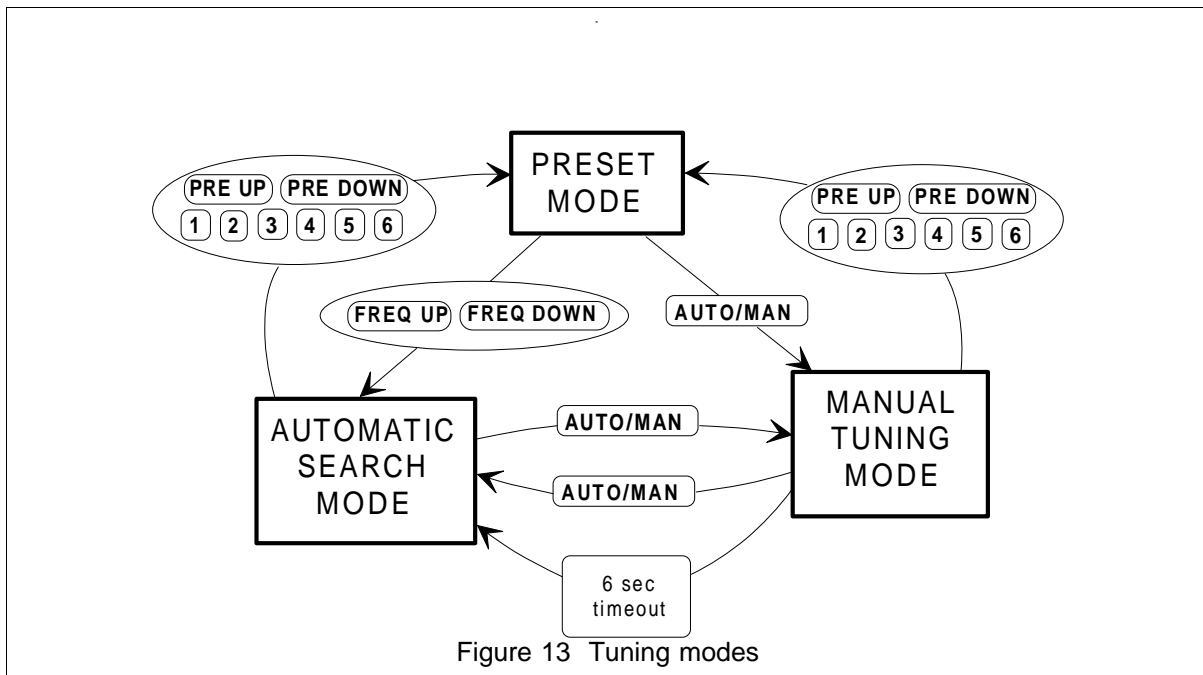 PRESET
MODE
PRE UP PRE DOWN
1 2 3 4 5 6
PRE UP PRE DOWN
1 2 3 4 5 6
FREQ UP FREQ DOWN
AUTO/MAN
AUTOMATIC
SEARCH
MODE
AUTO/MAN
AUTO/MAN
MANUAL
TUNING
MODE
6 sec
timeout
Figure 13 Tuning modes